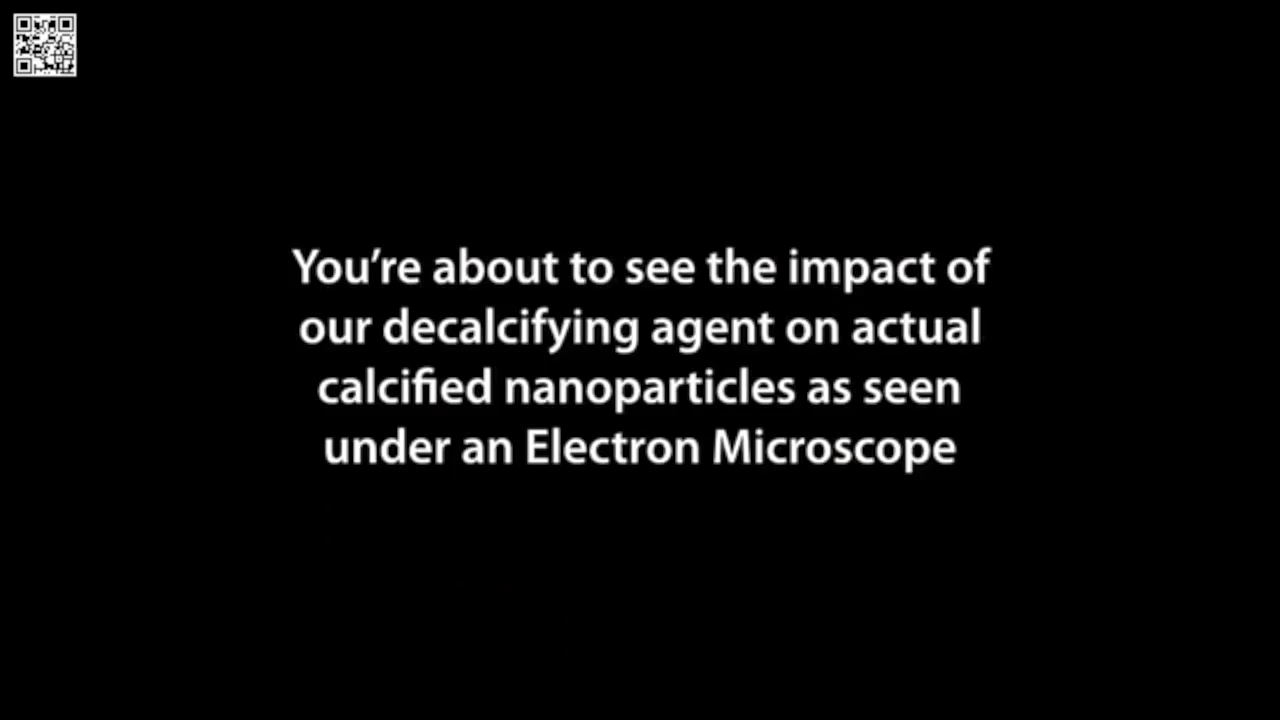 You're about to see the impact of
our decalcifying agent on actual
calcified nanoparticles as seen
under an Electron Microscope